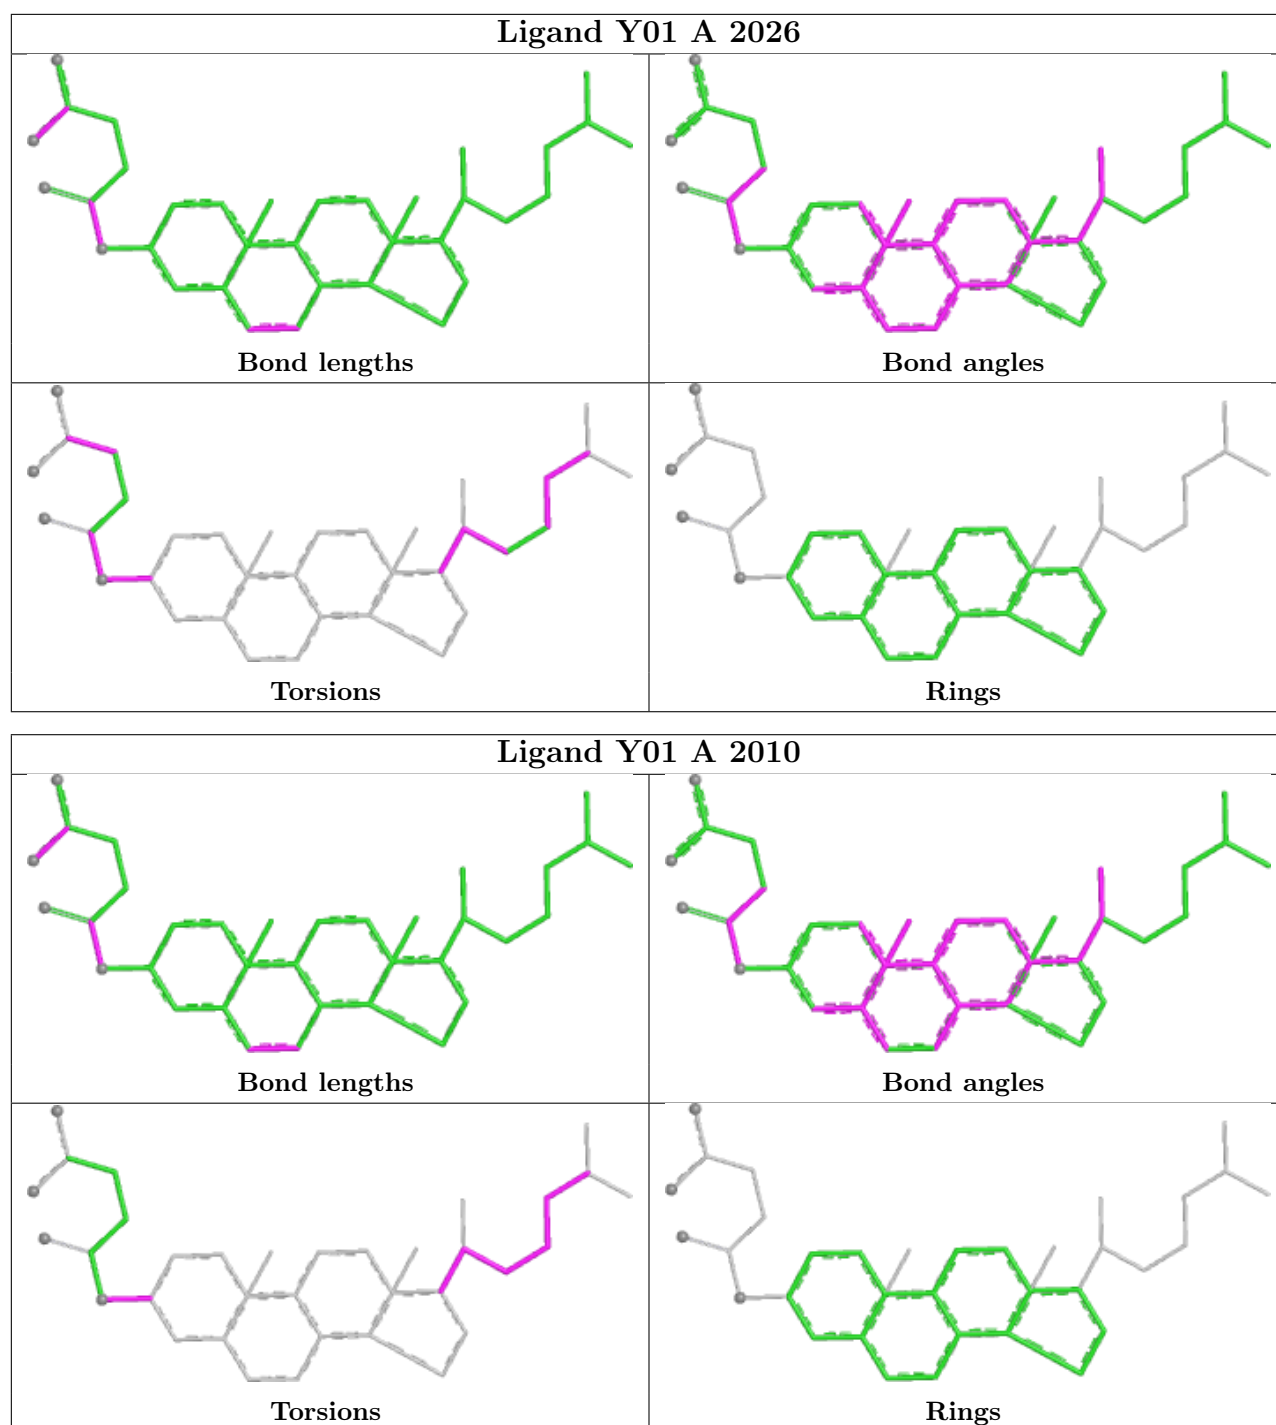 Ligand Y01 A 2026
Bond lengths
Bond angles
Torsions
Rings
Ligand Y01 A 2010
Bond lengths
Bond angles
Torsions
Rings